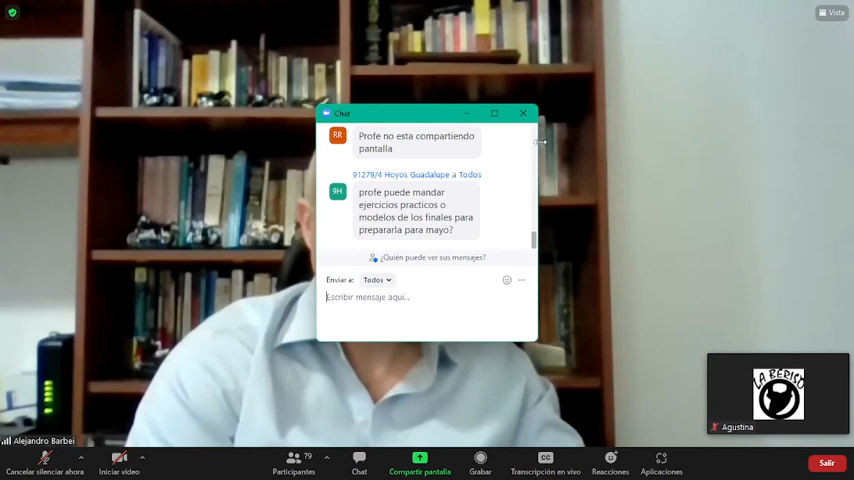 Vista
Chat
RR
Profe no esta compartiendo
pantalla
91279/4 Hoyos Guadalupe a Todos
9H
profe puede mandar
ejercicios practicos o
modelos de los finales para
prepararla para mayo?
¿Quién puede ver sus mensajes?
Enviar a: Todos
Escribir mensaje aquí...
LA BERISO
Agustina
Alejandro Barbei
79
Cancelar silenciar ahora
Iniciar video
Participantes
Chat
Compartir pantalla
Grabar
CC
Transcripción en vivo
Reacciones
Aplicaciones
Salir